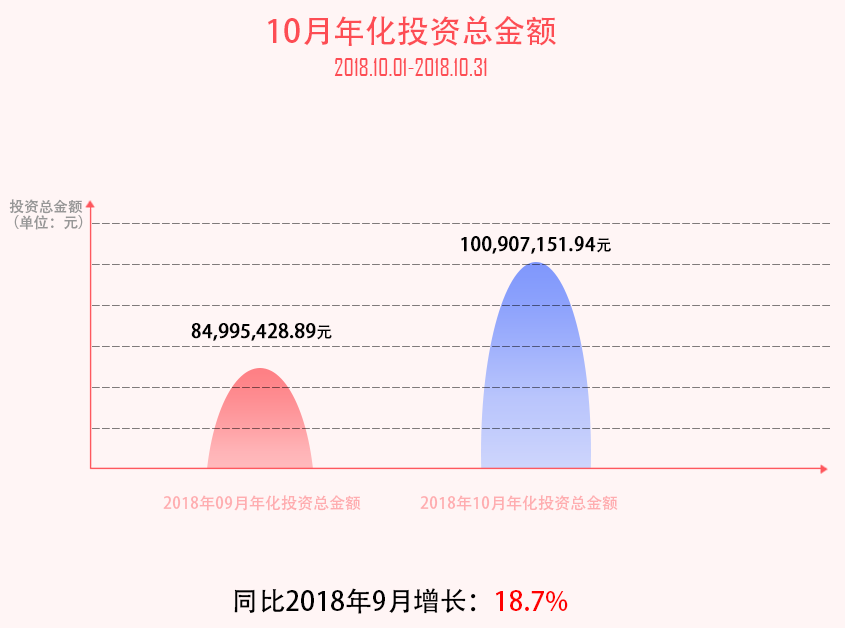 10月年化投资总金额
2018.10.01-2018.10.31
投资总金额
（单位：元）
100,907,151.94元
84,995,428.89元
2018年09月年化投资总金额
2018年10月年化投资总金额
同比2018年9月增长：18.7%